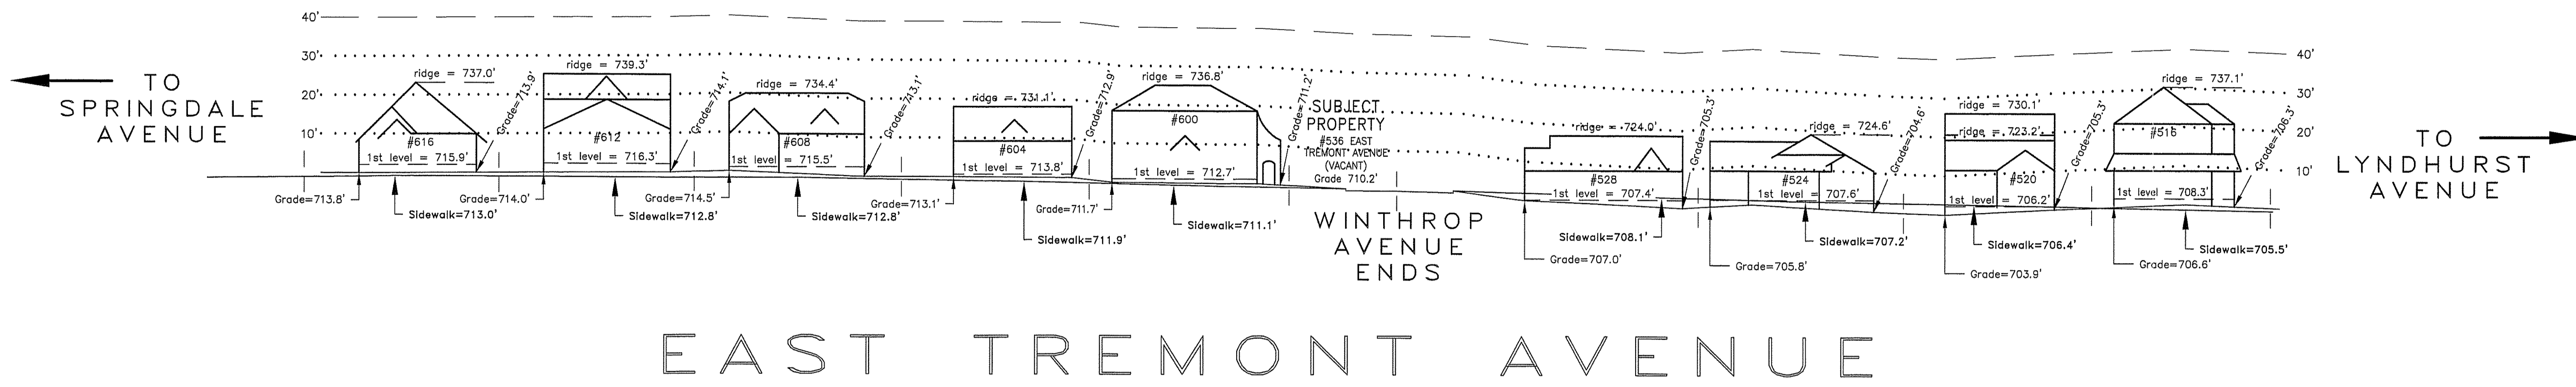 40'
30'
20'
10'
TO
SPRINGDALE
AVENUE
ridge = 737.0'
#616
1st level = 715.9'
Grade=713.8'
Sidewalk=713.0'
Grade=713.9'
ridge = 739.3'
#612
1st level = 716.3'
Grade=714.0'
Sidewalk=712.8'
Grade=714.1'
ridge = 734.4'
#608
1st level = 715.5'
Grade=714.5'
Sidewalk=712.8'
Grade=713.1'
ridge = 731.1'
#604
1st level = 713.8'
Grade=713.1'
Sidewalk=711.9'
Grade=712.9'
ridge = 736.8'
#600
1st level = 712.7'
Grade=711.7'
Sidewalk=711.1'
Grade=711.2'
SUBJECT
PROPERTY
#536 EAST
TREMONT AVENUE
(VACANT)
Grade 710.2'
WINTHROP
AVENUE
ENDS
ridge = 724.0'
#528
1st level = 707.4'
Grade=707.0'
Sidewalk=708.1'
Grade=705.3'
ridge = 724.6'
#524
1st level = 707.6'
Grade=705.8'
Sidewalk=707.2'
Grade=704.6'
ridge = 730.1'
ridge = 723.2'
#520
1st level = 706.2'
Grade=703.9'
Sidewalk=706.4'
Grade=705.3'
ridge = 737.1'
#516
1st level = 708.3'
Grade=706.6'
Sidewalk=705.5'
Grade=706.3'
40'
30'
20'
10'
TO
LYNDHURST
AVENUE
EAST TREMONT AVENUE